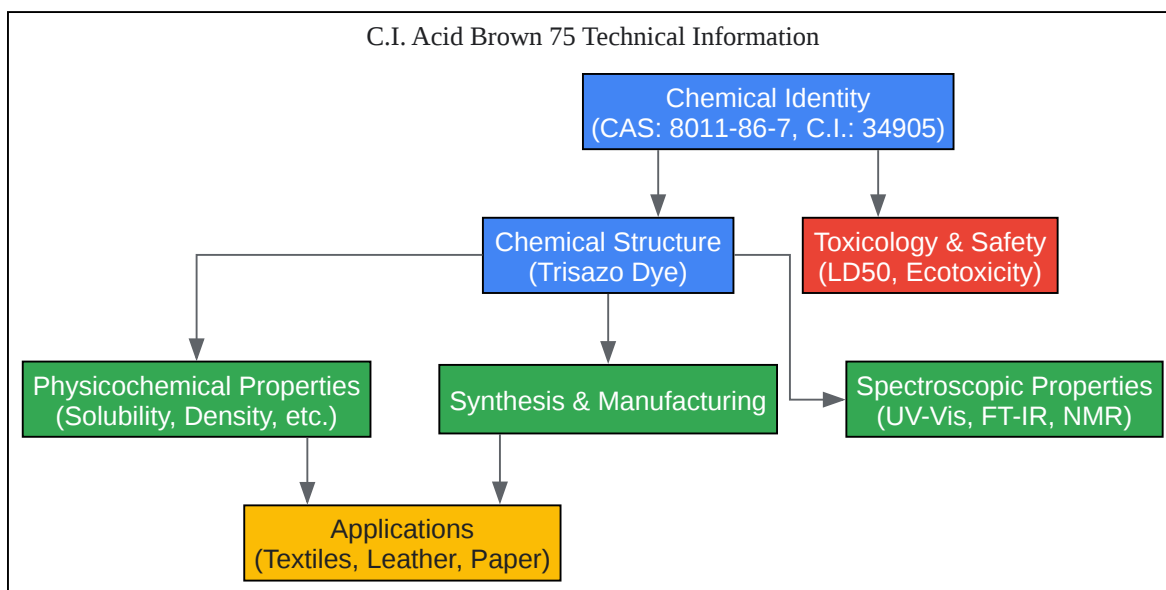 C.I. Acid Brown 75 Technical Information
Chemical Identity
(CAS: 8011-86-7, C.I.: 34905)
Chemical Structure
(Trisazo Dye)
Toxicology & Safety
(LD50, Ecotoxicity)
Physicochemical Properties
(Solubility, Density, etc.)
Synthesis & Manufacturing
Spectroscopic Properties
(UV-Vis, FT-IR, NMR)
Applications
(Textiles, Leather, Paper)